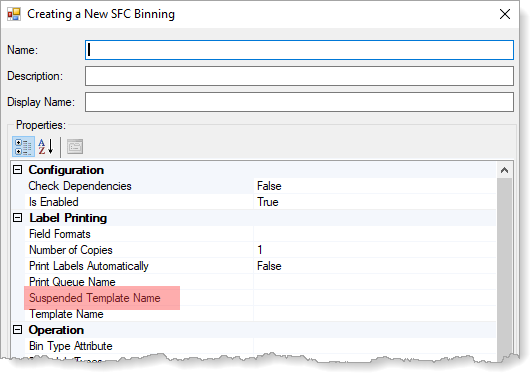 Creating a New SFC Binning
Name:
Description:
Display Name:
Properties:
Configuration
Check Dependencies False
Is Enabled True
Label Printing
Field Formats
Number of Copies 1
Print Labels Automatically False
Print Queue Name
Suspended Template Name
Template Name
Operation
Bin Type Attribute